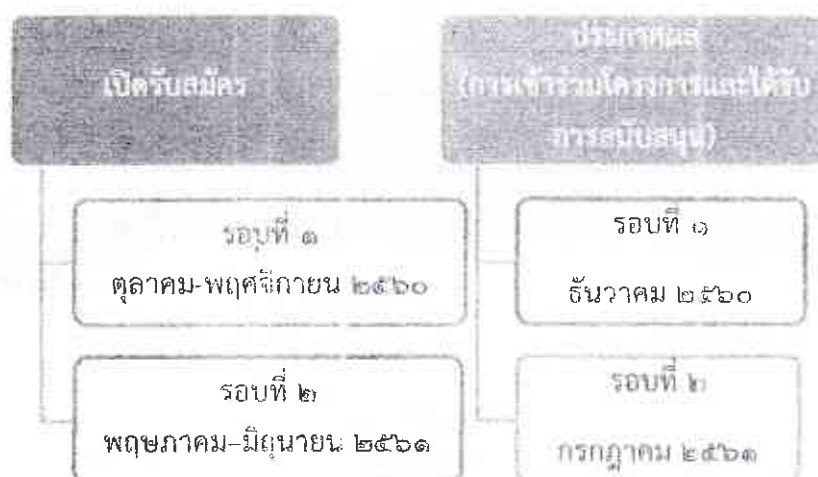 เปิดรับสมัคร
รอบที่ ๑
ตุลาคม-พฤศจิกายน ๒๕๖๐
รอบที่ ๒
พฤษภาคม-มิถุนายน ๒๕๖๑
ประกาศผล
(การเข้าร่วมโครงการและได้รับ
การสนับสนุน)
รอบที่ ๑
ธันวาคม ๒๕๖๐
รอบที่ ๒
กรกฎาคม ๒๕๖๑